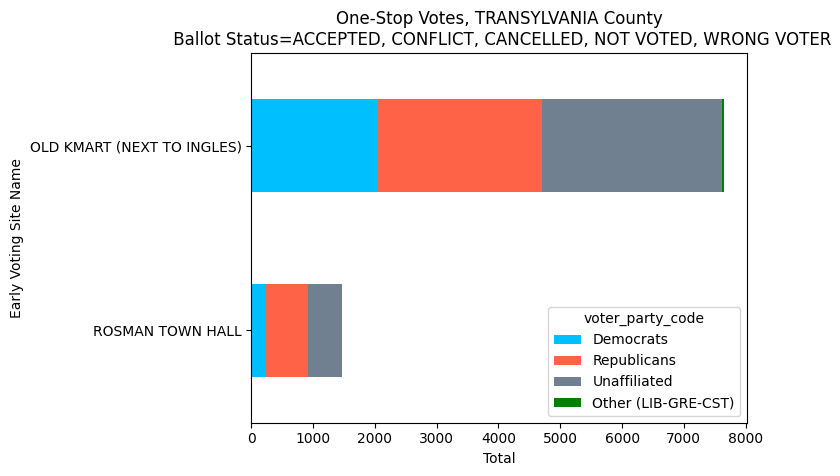 One-Stop Votes, TRANSYLVANIA County
Ballot Status=ACCEPTED, CONFLICT, CANCELLED, NOT VOTED, WRONG VOTER
Early Voting Site Name
OLD KMART (NEXT TO INGLES)
ROSMAN TOWN HALL
voter_party_code
Democrats
Republicans
Unaffiliated
Other (LIB-GRE-CST)
0 1000 2000 3000 4000 5000 6000 7000 8000
Total